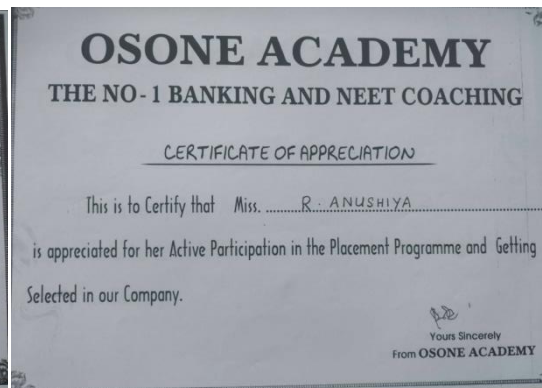 OSONE ACADEMY
THE NO-1 BANKING AND NEET COACHING
CERTIFICATE OF APPRECIATION
This is to Certify that Miss. ..........R. ANUSHIYA..............................
is appreciated for her Active Participation in the Placement Programme and Getting
Selected in our Company.
Yours Sincerely
From OSONE ACADEMY